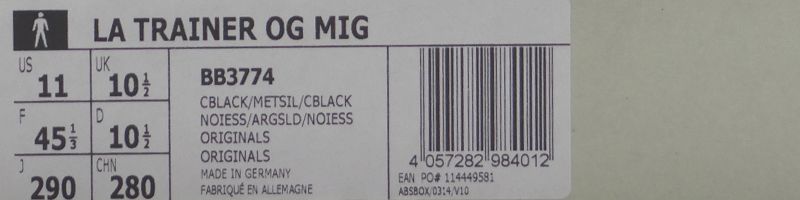 LA TRAINER OG MIG
US 11 UK 10 1/2
F 45 1/3 D 10 1/2
J 290 CHN 280
BB3774
CBLACK/METSIL/CBLACK
NOIESS/ARGSLD/NOIESS
ORIGINALS
ORIGINALS
MADE IN GERMANY
FABRIQUÉ EN ALLEMAGNE
4 057282 984012
EAN PO# 114449581
ABSBOX/0314/V10